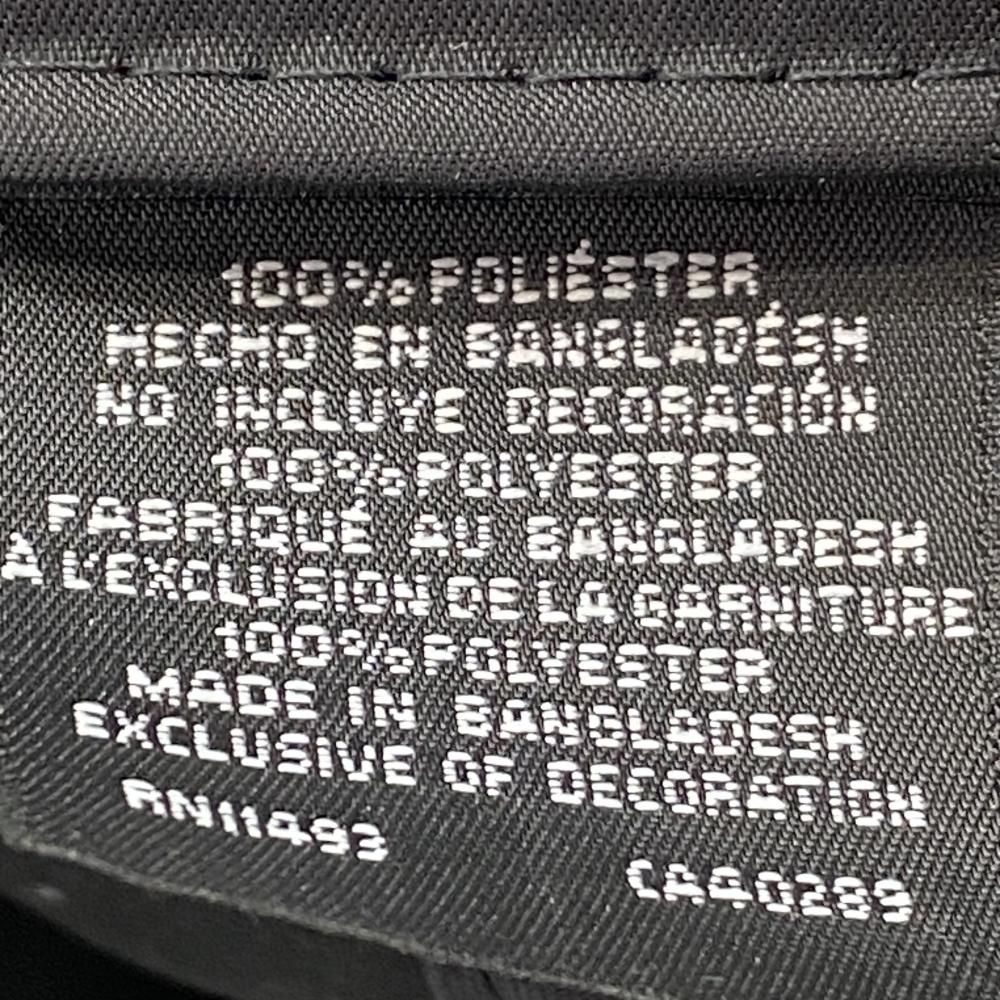 100% POLIÉSTER
HECHO EN BANGLADÉSH
NO INCLUYE DECORACIÓN
100% POLYESTER
FABRIQUÉ AU BANGLADESH
A L'EXCLUSION DE LA GARNITURE
100% POLYESTER
MADE IN BANGLADESH
EXCLUSIVE OF DECORATION
RN11493
CA40289